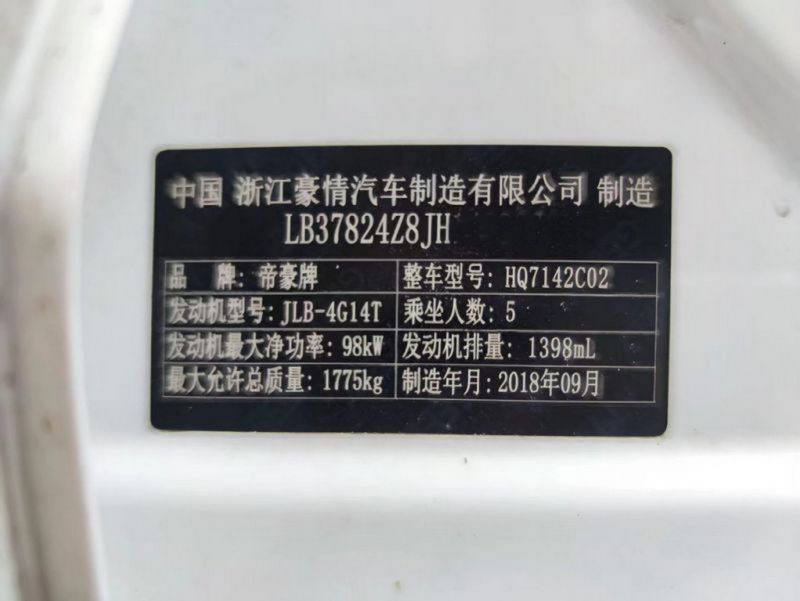 中国 浙江豪情汽车制造有限公司 制造
LB37824Z8JH
品 牌: 帝豪牌 整车型号: HQ7142C02
发动机型号: JLB-4G14T 乘坐人数: 5
发动机最大净功率: 98kW 发动机排量: 1398mL
最大允许总质量: 1775kg 制造年月: 2018年09月